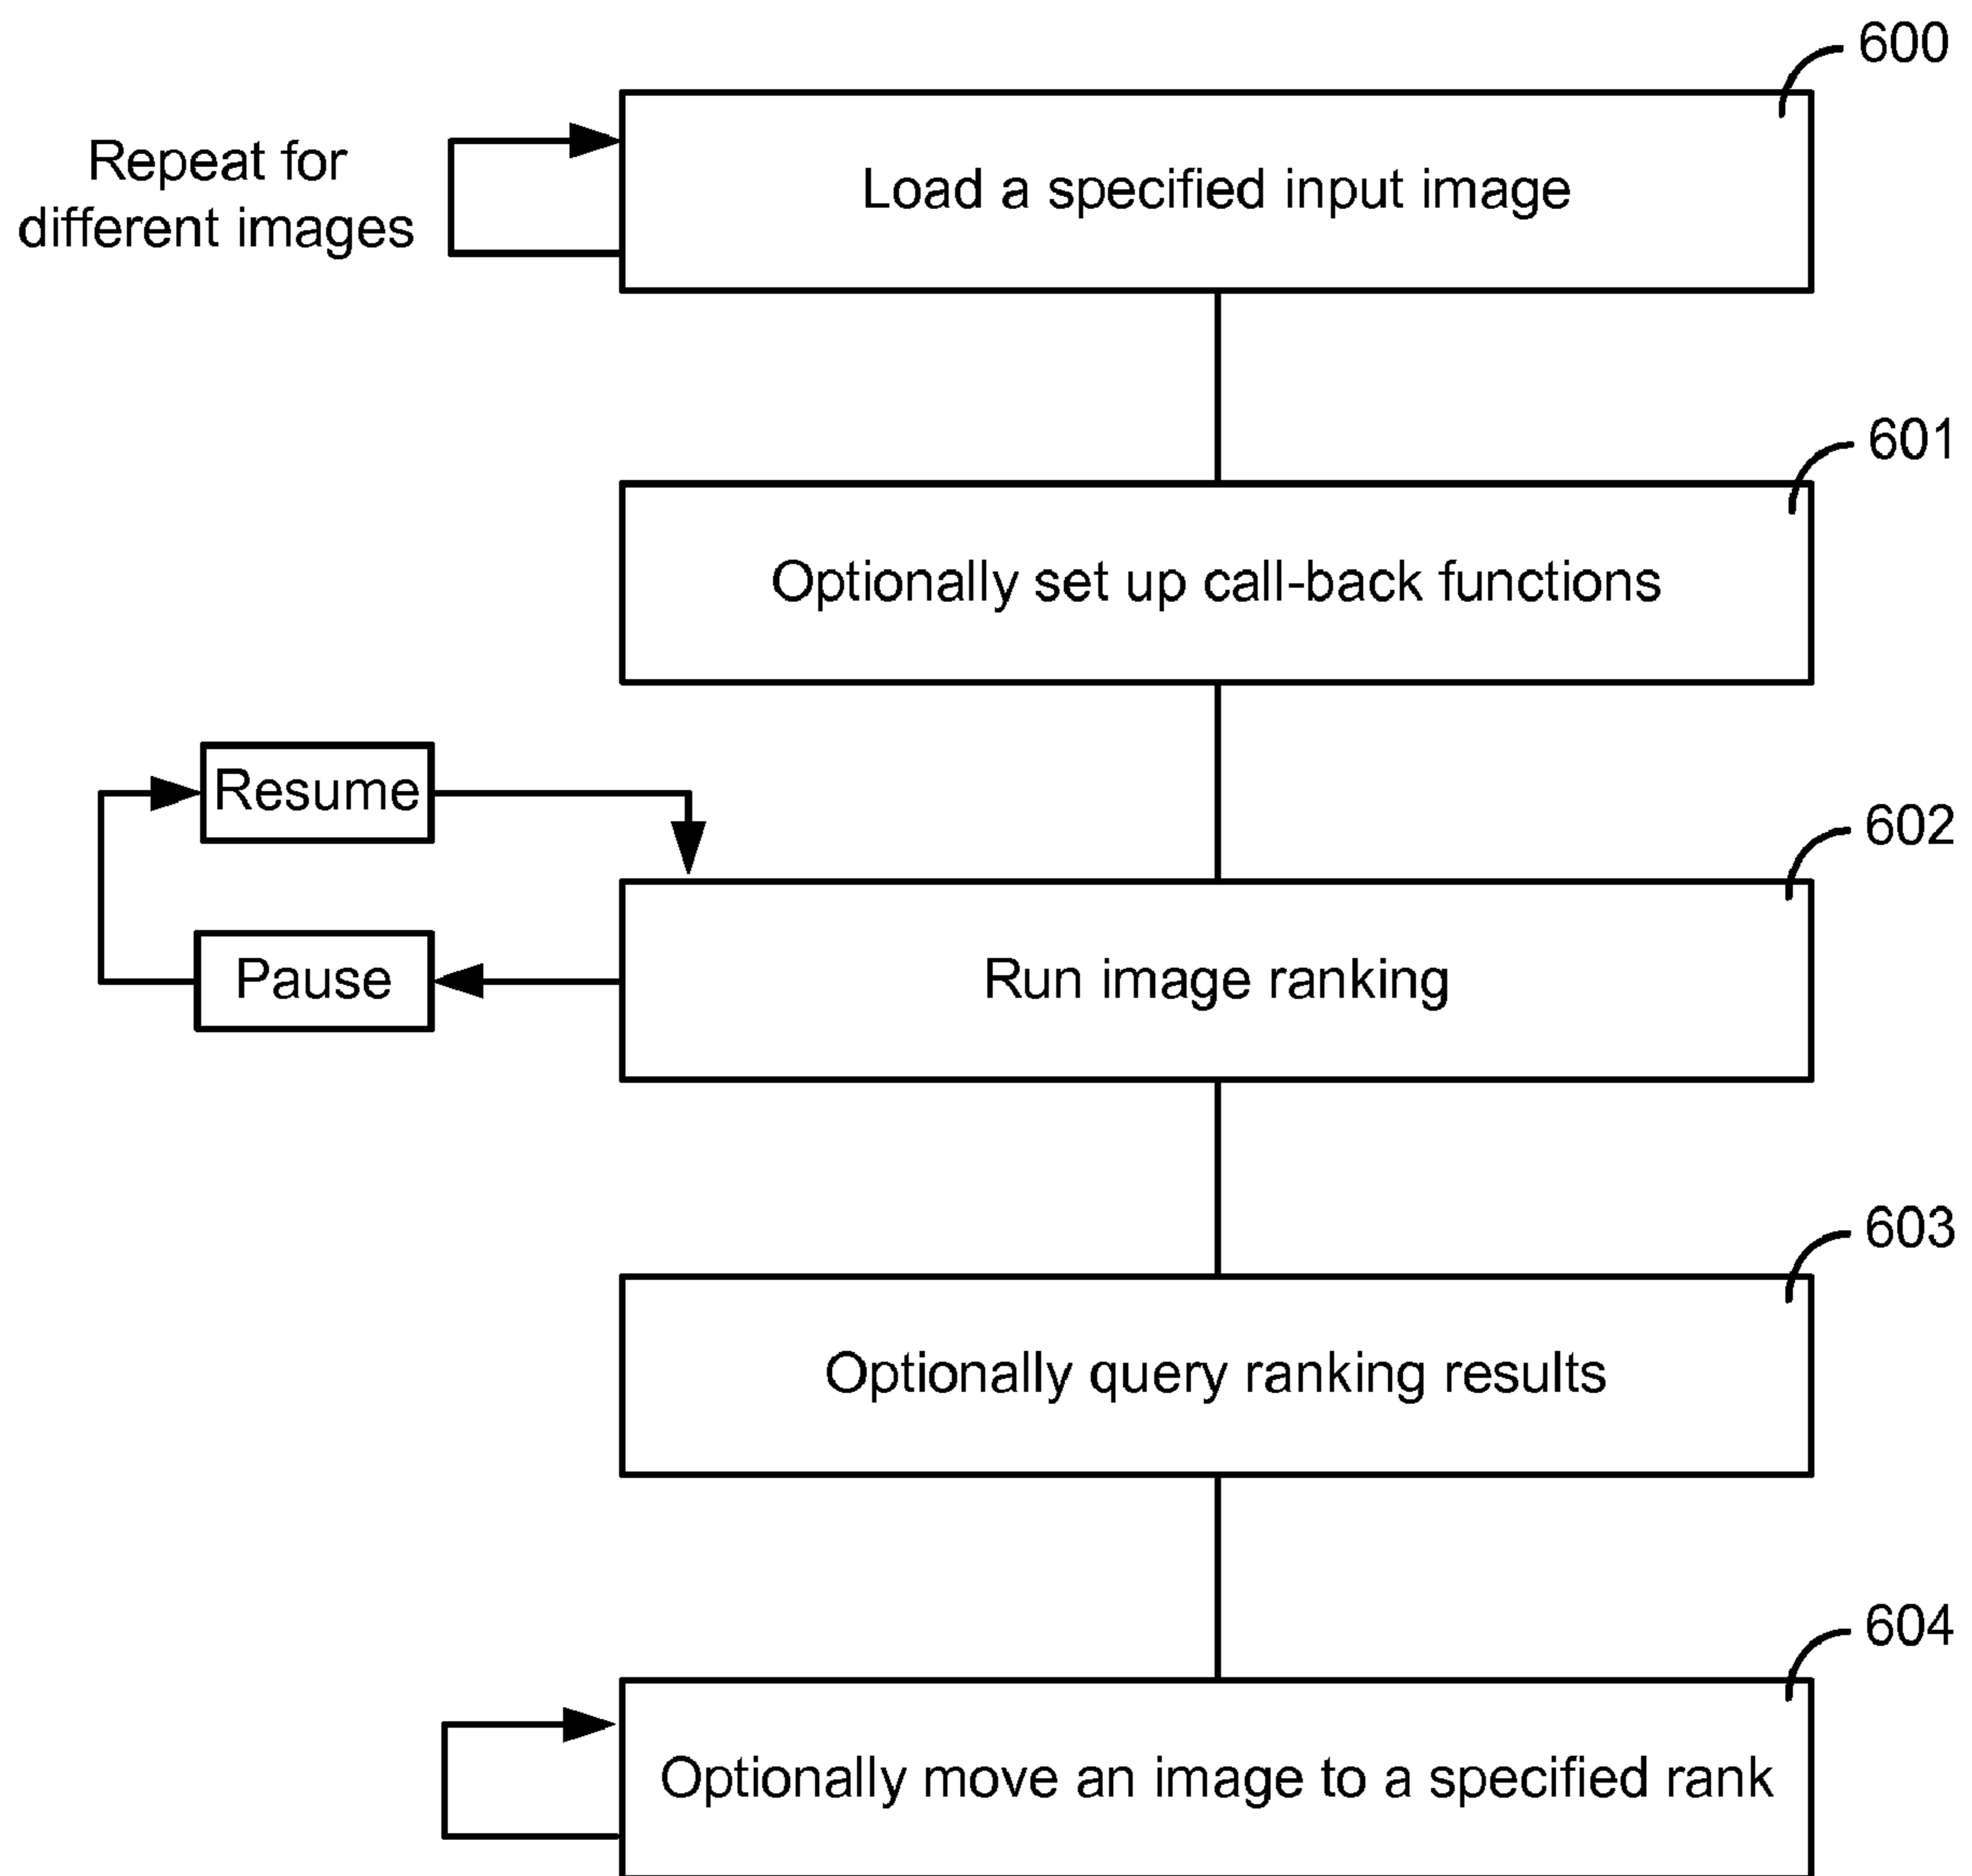 600
Repeat for
different images
Load a specified input image
601
Optionally set up call-back functions
Resume
602
Pause
Run image ranking
603
Optionally query ranking results
604
Optionally move an image to a specified rank